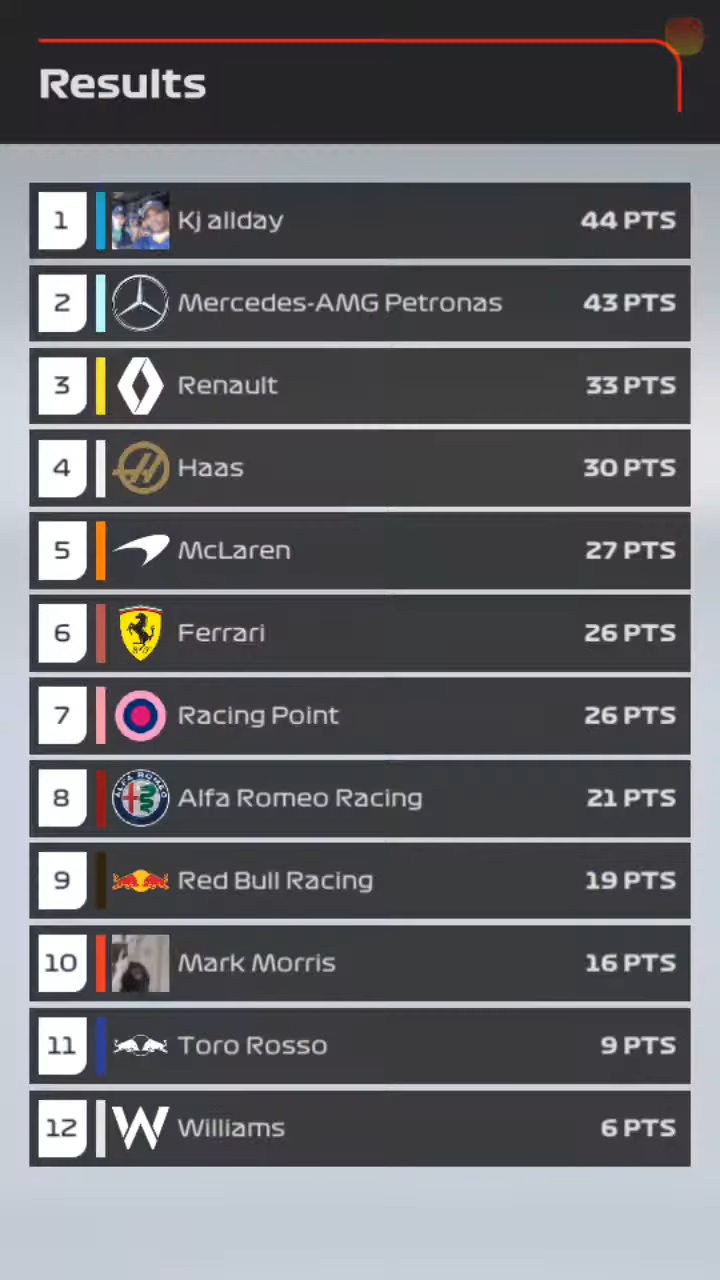 Results
1 Kj allday 44 PTS
2 Mercedes-AMG Petronas 43 PTS
3 Renault 33 PTS
4 Haas 30 PTS
5 McLaren 27 PTS
6 Ferrari 26 PTS
7 Racing Point 26 PTS
8 Alfa Romeo Racing 21 PTS
9 Red Bull Racing 19 PTS
10 Mark Morris 16 PTS
11 Toro Rosso 9 PTS
12 Williams 6 PTS